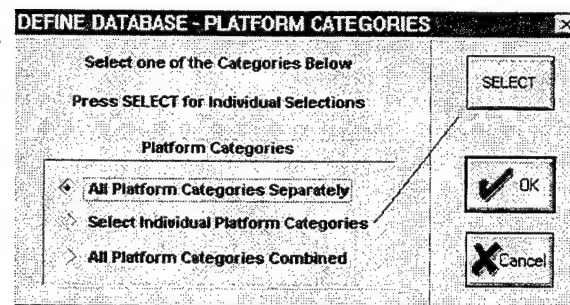 DEFINE DATABASE - PLATFORM CATEGORIES
Select one of the Categories Below
Press SELECT for Individual Selections
Platform Categories
All Platform Categories Separately
Select Individual Platform Categories
All Platform Categories Combined
SELECT
OK
Cancel